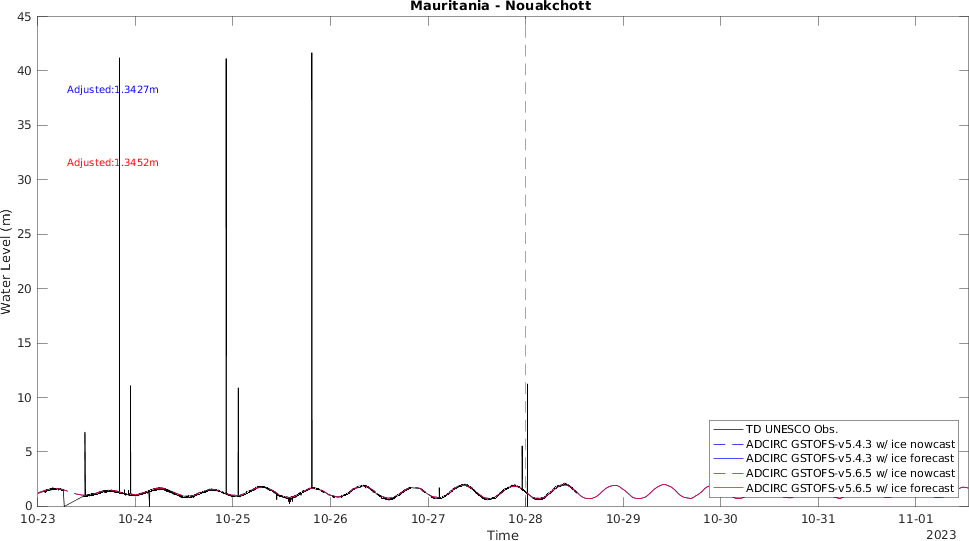 Mauritania - Nouakchott
45
40
35
30
25
20
15
10
5
0
Water Level (m)
Adjusted:1.3427m
Adjusted:1.3452m
TD UNESCO Obs.
ADCIRC GSTOFS-v5.4.3 w/ ice nowcast
ADCIRC GSTOFS-v5.4.3 w/ ice forecast
ADCIRC GSTOFS-v5.6.5 w/ ice nowcast
ADCIRC GSTOFS-v5.6.5 w/ ice forecast
10-23 10-24 10-25 10-26 10-27 10-28 10-29 10-30 10-31 11-01
Time
2023